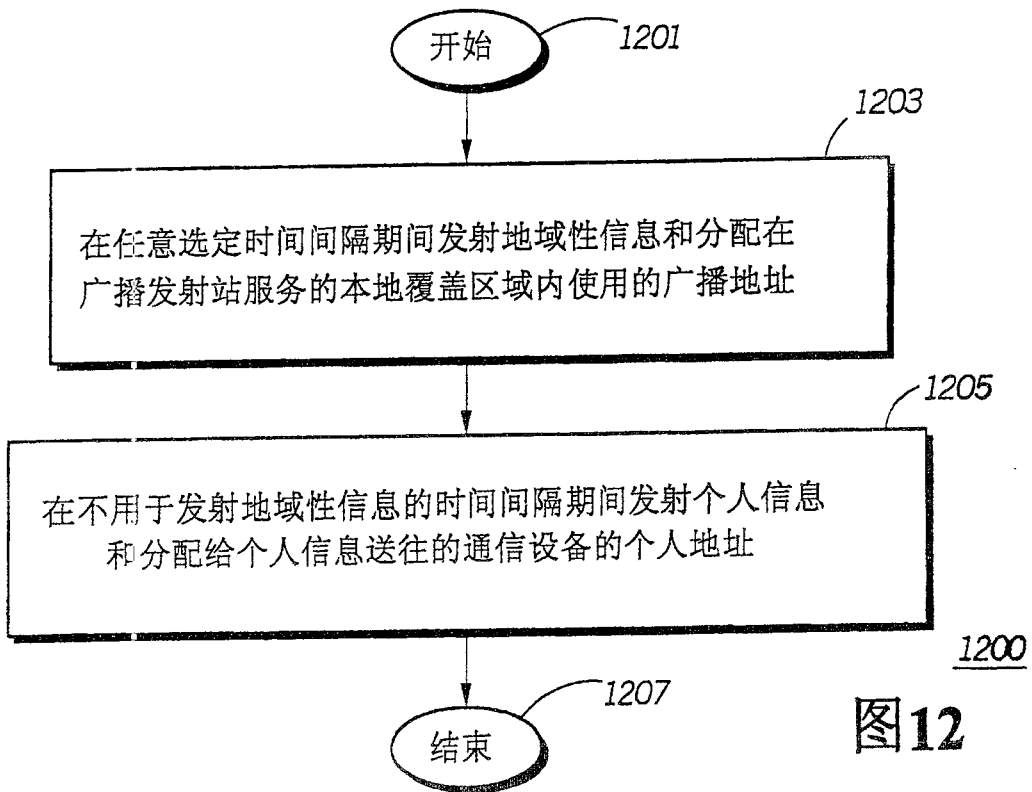 开始
1201
1203
在任意选定时间间隔期间发射地域性信息和分配在
广播发射站服务的本地覆盖区域内使用的广播地址
1205
在不用于发射地域性信息的时间间隔期间发射个人信息
和分配给个人信息送往的通信设备的个人地址
1200
1207
结束
图12